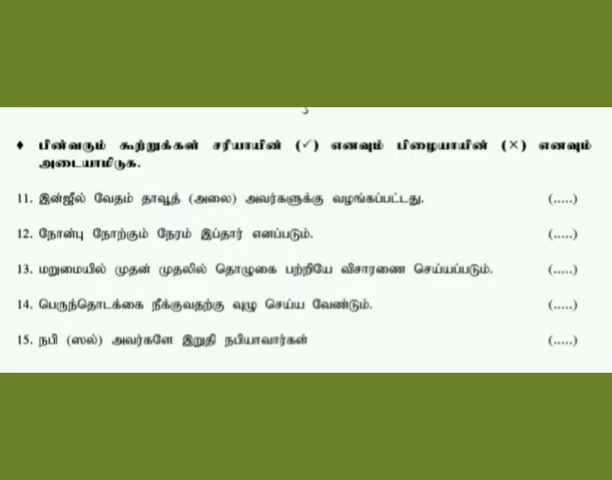 ♦ பின்வரும் கூற்றுக்கள் சரியாயின் (✓) எனவும் பிழையாயின் (×) எனவும்
அடையாமிடுக.
11. இன்ஜீல் வேதம் தாவூத் (அலை) அவர்களுக்கு வழங்கப்பட்டது. (.....)
12. நோன்பு நோற்கும் நேரம் இப்தார் எனப்படும். (.....)
13. மறுமையில் முதன் முதலில் தொழுகை பற்றியே விசாரணை செய்யப்படும். (.....)
14. பெருந்தொடக்கை நீக்குவதற்கு வுழு செய்ய வேண்டும். (.....)
15. நபி (ஸல்) அவர்களே இறுதி நபியாவார்கள் (.....)